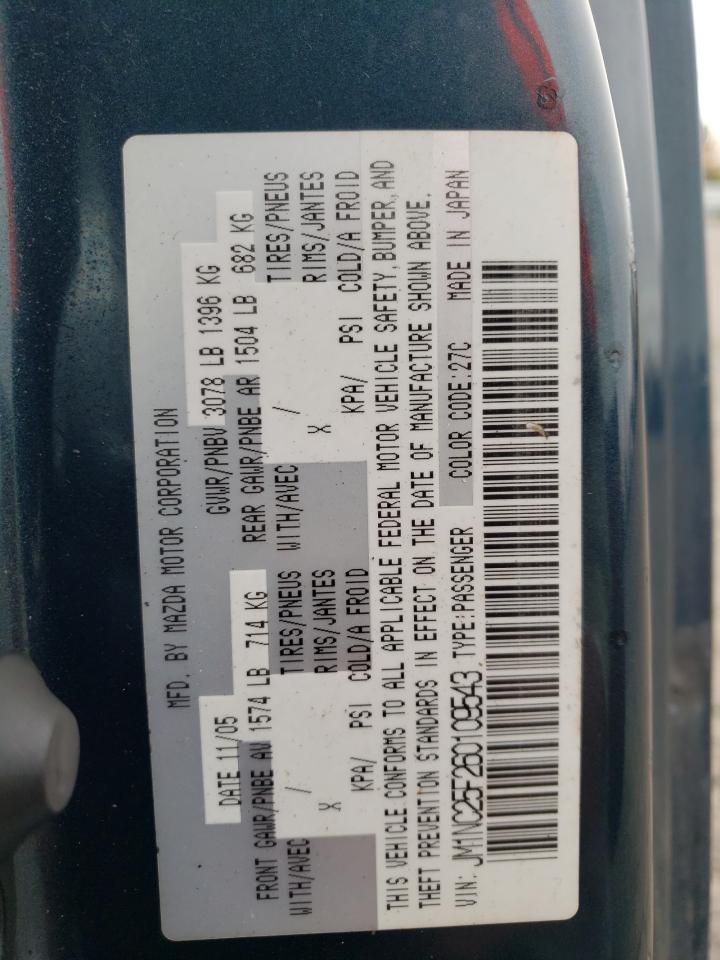 MFD. BY MAZDA MOTOR CORPORATION
DATE 11/05 GVWR/PNBV 3078 LB 1396 KG
FRONT GAWR/PNBE AV 1574 LB 714 KG REAR GAWR/PNBE AR 1504 LB 682 KG
WITH/AVEC / TIRES/PNEUS WITH/AVEC / TIRES/PNEUS
X RIMS/JANTES X RIMS/JANTES
KPA/ PSI COLD/A FROID KPA/ PSI COLD/A FROID
THIS VEHICLE CONFORMS TO ALL APPLICABLE FEDERAL MOTOR VEHICLE SAFETY, BUMPER, AND
THEFT PREVENTION STANDARDS IN EFFECT ON THE DATE OF MANUFACTURE SHOWN ABOVE.
VIN: JM1NC25F260109543 TYPE:PASSENGER COLOR CODE:27C MADE IN JAPAN